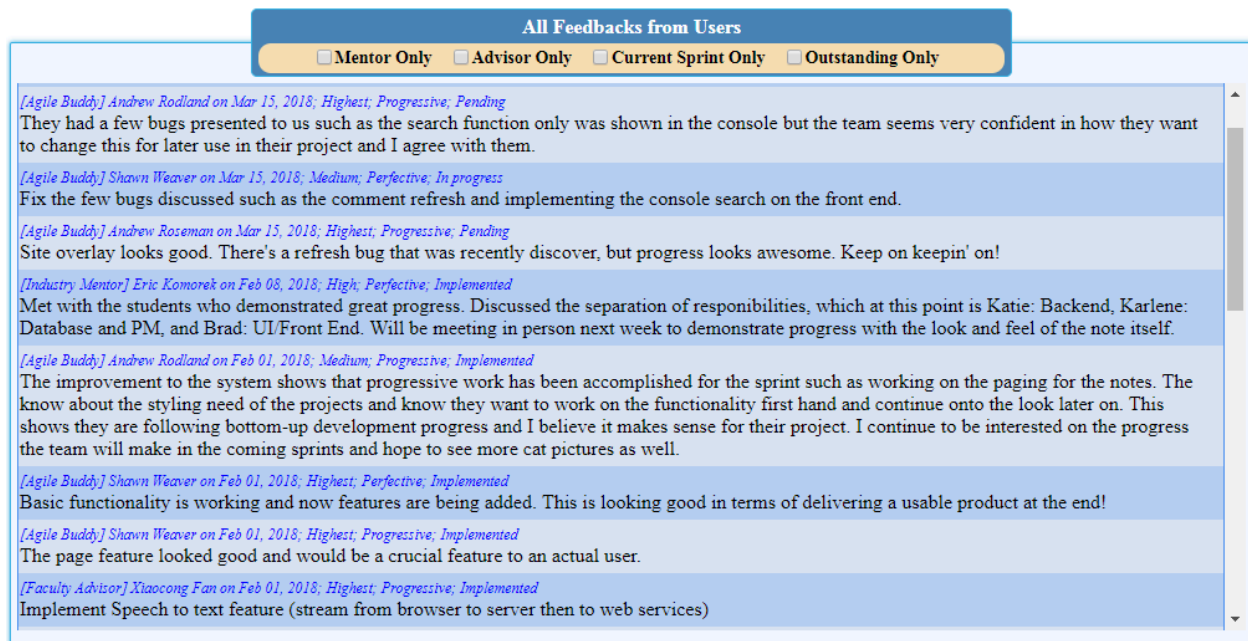 All Feedbacks from Users
Mentor Only Advisor Only Current Sprint Only Outstanding Only
[Agile Buddy] Andrew Rodland on Mar 15, 2018; Highest; Progressive; Pending
They had a few bugs presented to us such as the search function only was shown in the console but the team seems very confident in how they want
to change this for later use in their project and I agree with them.
[Agile Buddy] Shawn Weaver on Mar 15, 2018; Medium; Perfective; In progress
Fix the few bugs discussed such as the comment refresh and implementing the console search on the front end.
[Agile Buddy] Andrew Roseman on Mar 15, 2018; Highest; Progressive; Pending
Site overlay looks good. There's a refresh bug that was recently discover, but progress looks awesome. Keep on keepin' on!
[Industry Mentor] Eric Komorek on Feb 08, 2018; High; Perfective; Implemented
Met with the students who demonstrated great progress. Discussed the separation of responibilities, which at this point is Katie: Backend, Karlene:
Database and PM, and Brad: UI/Front End. Will be meeting in person next week to demonstrate progress with the look and feel of the note itself.
[Agile Buddy] Andrew Rodland on Feb 01, 2018; Medium; Progressive; Implemented
The improvement to the system shows that progressive work has been accomplished for the sprint such as working on the paging for the notes. The
know about the styling need of the projects and know they want to work on the functionality first hand and continue onto the look later on. This
shows they are following bottom-up development progress and I believe it makes sense for their project. I continue to be interested on the progress
the team will make in the coming sprints and hope to see more cat pictures as well.
[Agile Buddy] Shawn Weaver on Feb 01, 2018; Highest; Perfective; Implemented
Basic functionality is working and now features are being added. This is looking good in terms of delivering a usable product at the end!
[Agile Buddy] Shawn Weaver on Feb 01, 2018; Highest; Progressive; Implemented
The page feature looked good and would be a crucial feature to an actual user.
[Faculty Advisor] Xiaocong Fan on Feb 01, 2018; Highest; Progressive; Implemented
Implement Speech to text feature (stream from browser to server then to web services)